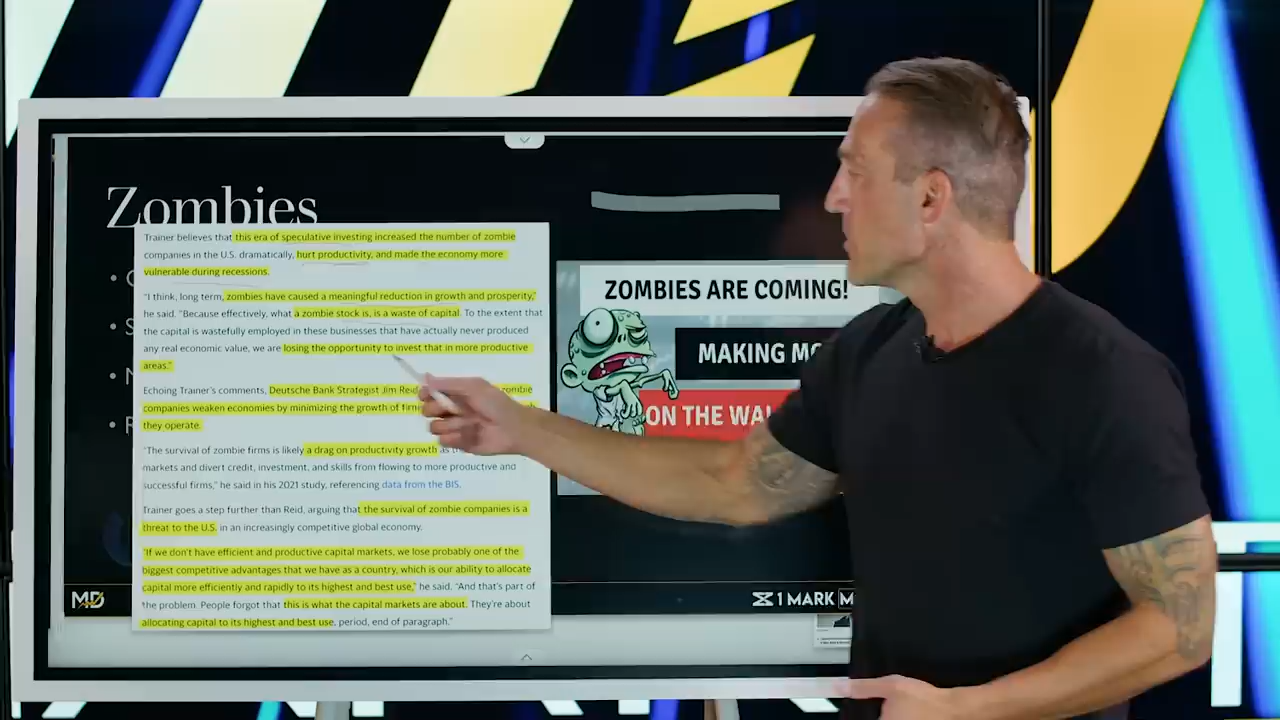 Zombies
Trainer believes that this era of speculative investing increased the number of zombie
companies in the U.S. dramatically, hurt productivity, and made the economy more
vulnerable during recessions.
"I think, long term, zombies have caused a meaningful reduction in growth and prosperity,"
he said. "Because effectively, what a zombie stock is, is a waste of capital. To the extent that
the capital is wastefully employed in these businesses that have actually never produced
any real economic value, we are losing the opportunity to invest that in more productive
areas."
Echoing Trainer's comments, Deutsche Bank Strategist Jim Reid zombie
companies weaken economies by minimizing the growth of firms
they operate.
"The survival of zombie firms is likely a drag on productivity growth as
markets and divert credit, investment, and skills from flowing to more productive and
successful firms," he said in his 2021 study, referencing data from the BIS.
Trainer goes a step further than Reid, arguing that the survival of zombie companies is a
threat to the U.S. in an increasingly competitive global economy.
"If we don't have efficient and productive capital markets, we lose probably one of the
biggest competitive advantages that we have as a country, which is our ability to allocate
capital more efficiently and rapidly to its highest and best use," he said. "And that's part of
the problem. People forgot that this is what the capital markets are about. They're about
allocating capital to its highest and best use, period, end of paragraph."
ZOMBIES ARE COMING!
MAKING
ON THE
MD
1 MARK